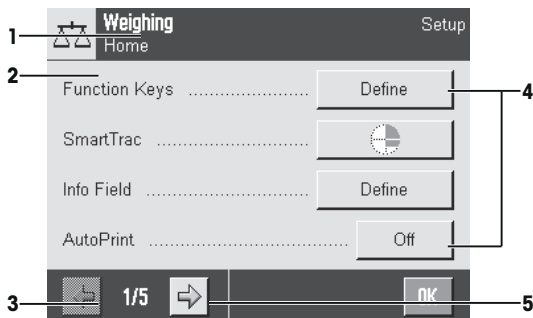 Weighing
Setup
1
Home
2
Function Keys .......................... Define
4
SmartTrac .................................
Info Field .................................. Define
AutoPrint ........................................ Off
3
1/5
OK
5